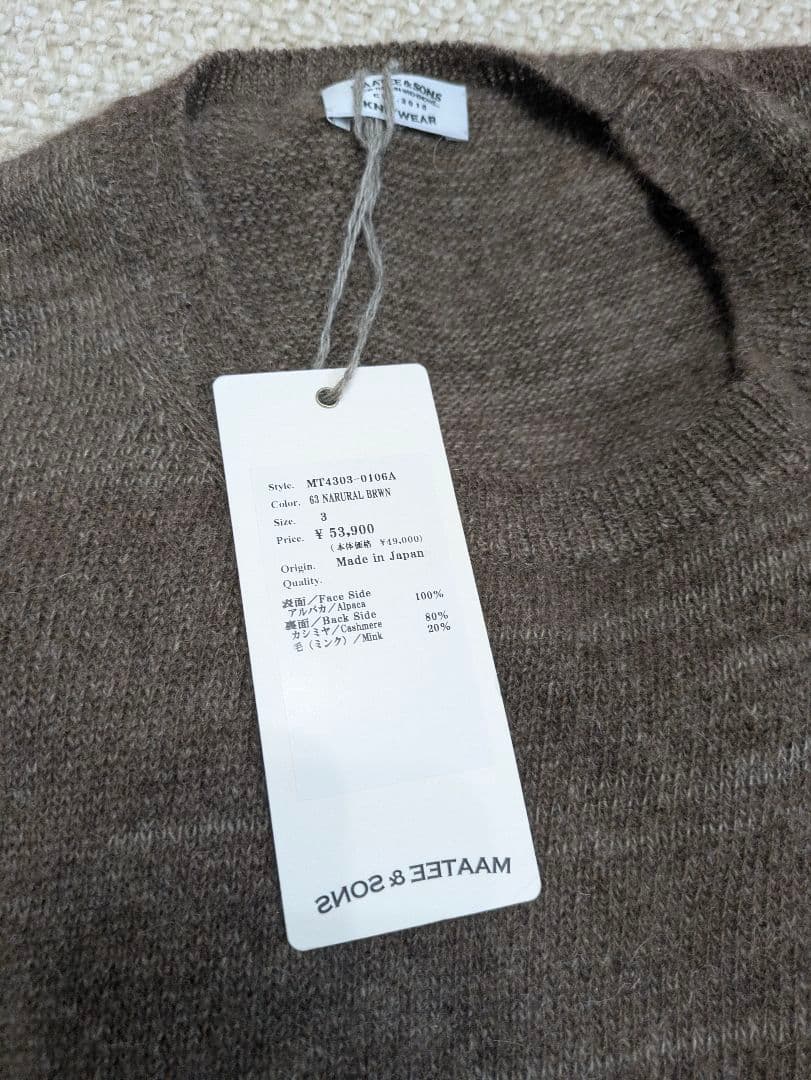 MAATEE & SONS
KNITWEAR
Style. MT4303-0106A
Color. 63 NARURAL BRWN
Size. 3
Price. ¥ 53,900
(本体価格 ¥49,000)
Origin. Made in Japan
Quality.
表面/Face Side 100%
アルパカ/Alpaca
裏面/Back Side
カシミヤ/Cashmere 80%
毛(ミンク)/Mink 20%
MAATEE & SONS